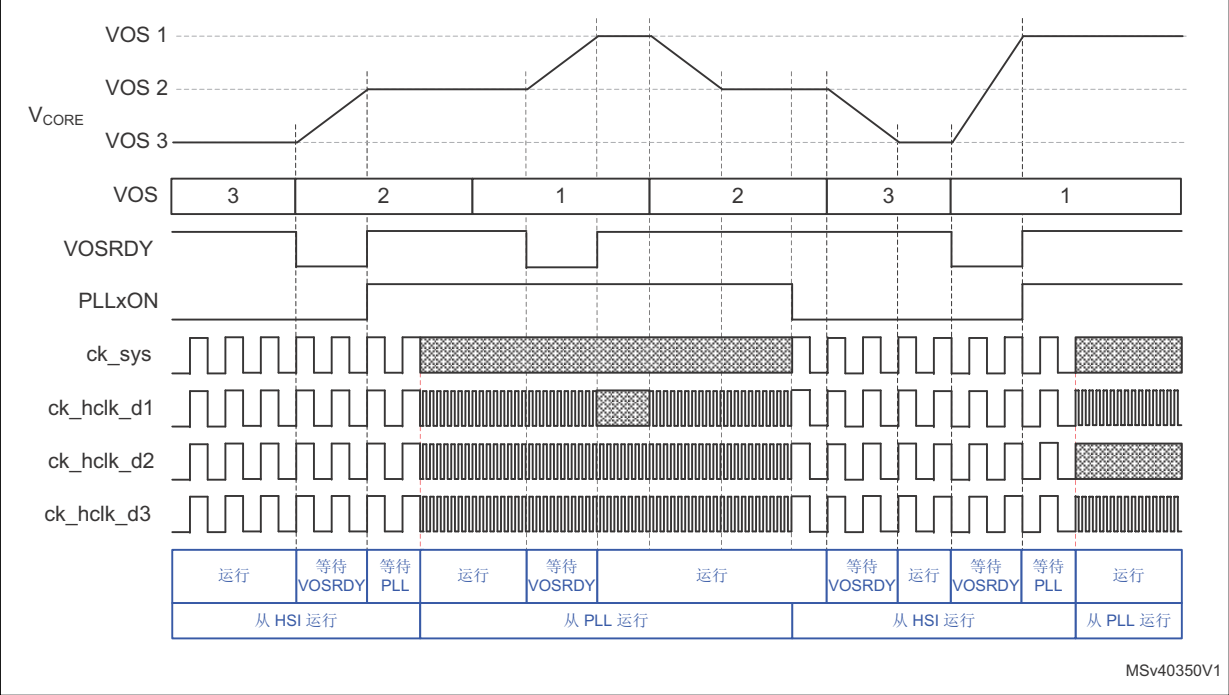 VOS 1
VOS 2
VCORE
VOS 3
VOS 3 2 1 2 3 1
VOSRDY
PLLxON
ck_sys
ck_hclk_d1
ck_hclk_d2
ck_hclk_d3
运行 等待 VOSRDY 等待 PLL 运行 等待 VOSRDY 运行 等待 VOSRDY 运行 等待 VOSRDY 等待 PLL 运行
从 HSI 运行 从 PLL 运行 从 HSI 运行 从 PLL 运行
MSv40350V1